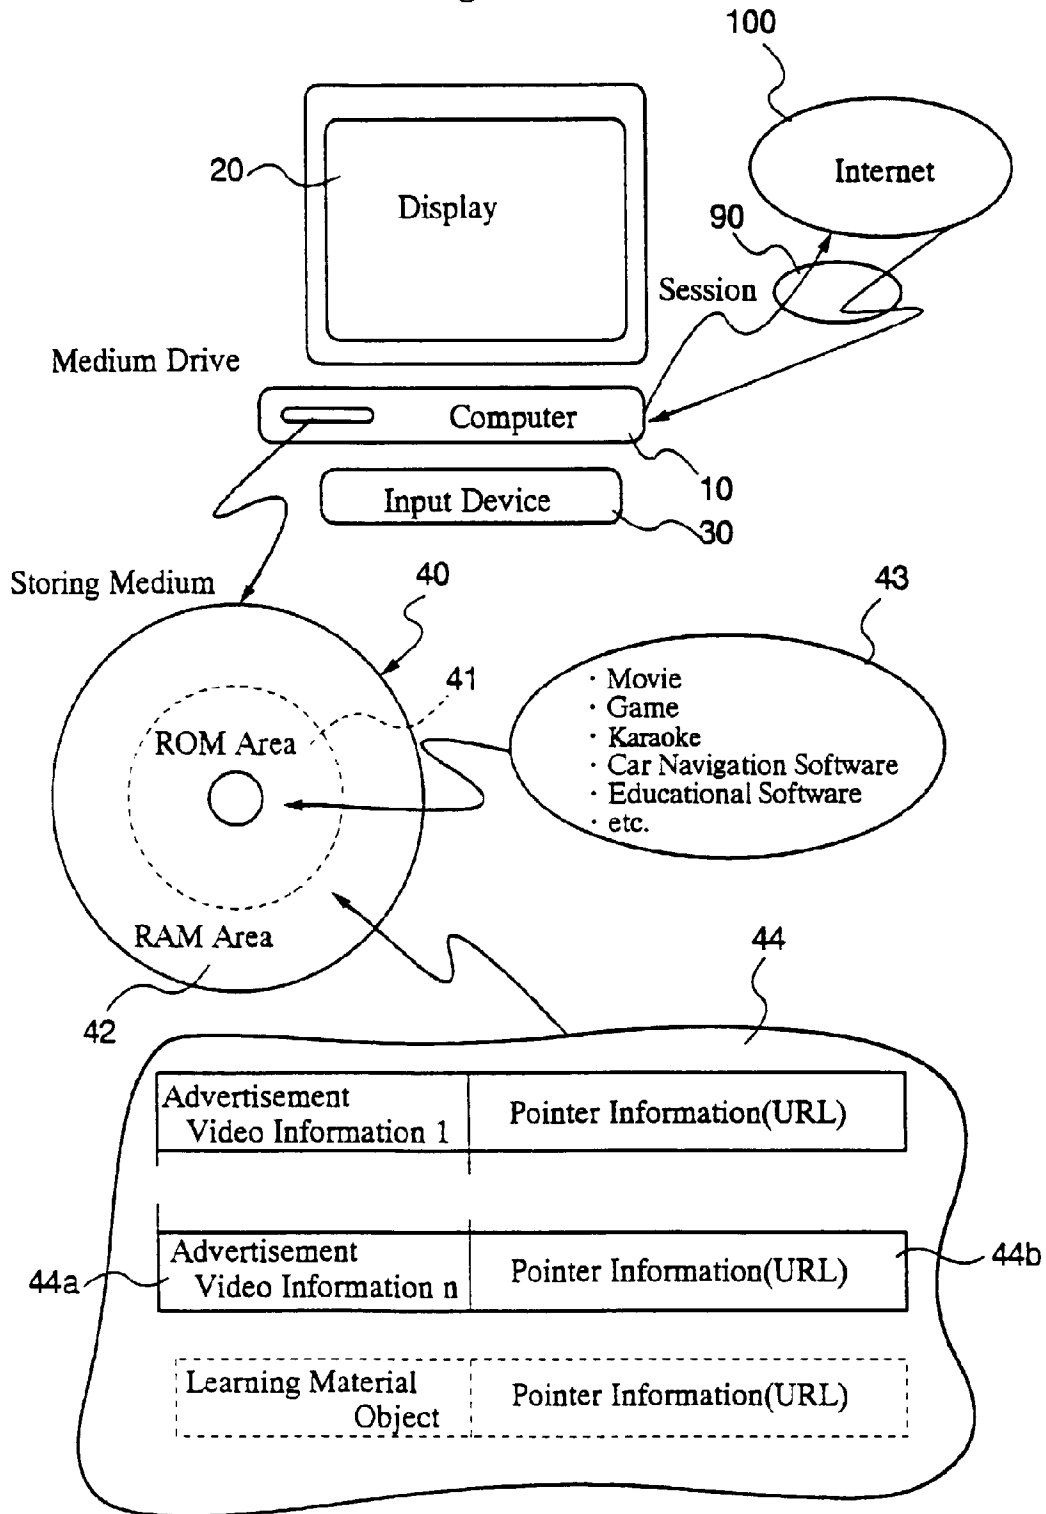 100
20
Display
Internet
90
Session
Medium Drive
Computer
10
Input Device
30
Storing Medium
40
43
41
ROM Area
· Movie
· Game
· Karaoke
· Car Navigation Software
· Educational Software
· etc.
RAM Area
42
44
Advertisement
Video Information 1
Pointer Information(URL)
Advertisement
Video Information n
Pointer Information(URL)
44a
44b
Learning Material
Object
Pointer Information(URL)